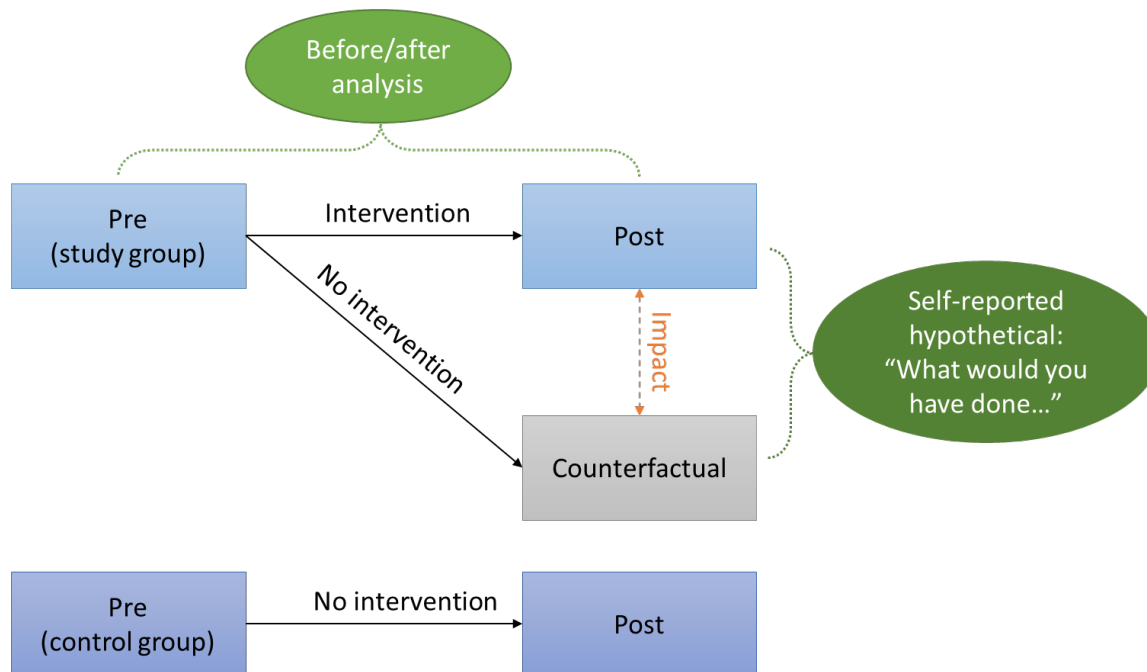 Before/after
analysis
Pre
(study group)
Intervention
Post
No intervention
Impact
Self-reported
hypothetical:
“What would you
have done…”
Counterfactual
Pre
(control group)
No intervention
Post